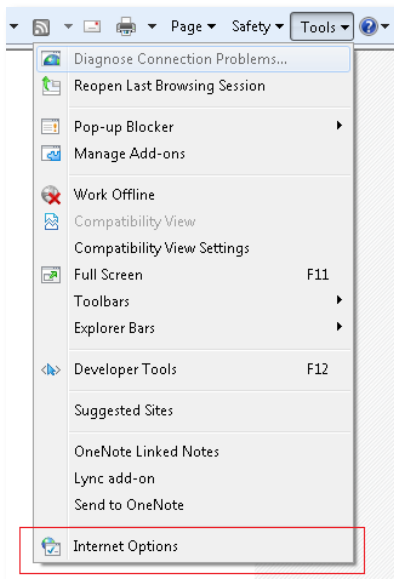 Page Safety Tools
Diagnose Connection Problems...
Reopen Last Browsing Session
Pop-up Blocker
Manage Add-ons
Work Offline
Compatibility View
Compatibility View Settings
Full Screen F11
Toolbars
Explorer Bars
Developer Tools F12
Suggested Sites
OneNote Linked Notes
Lync add-on
Send to OneNote
Internet Options